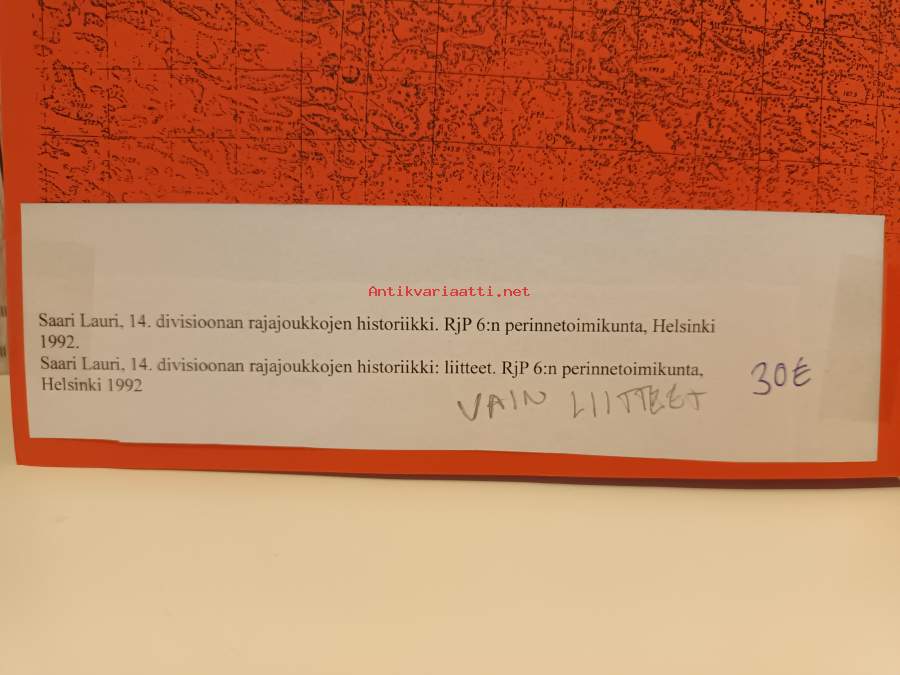 Antikvariaatti.net
Saari Lauri, 14. divisioonan rajajoukkojen historiikki. RjP 6:n perinnetoimikunta, Helsinki
1992.
Saari Lauri, 14. divisioonan rajajoukkojen historiikki: liitteet. RjP 6:n perinnetoimikunta,
Helsinki 1992
VAIN LIITTEET 30€